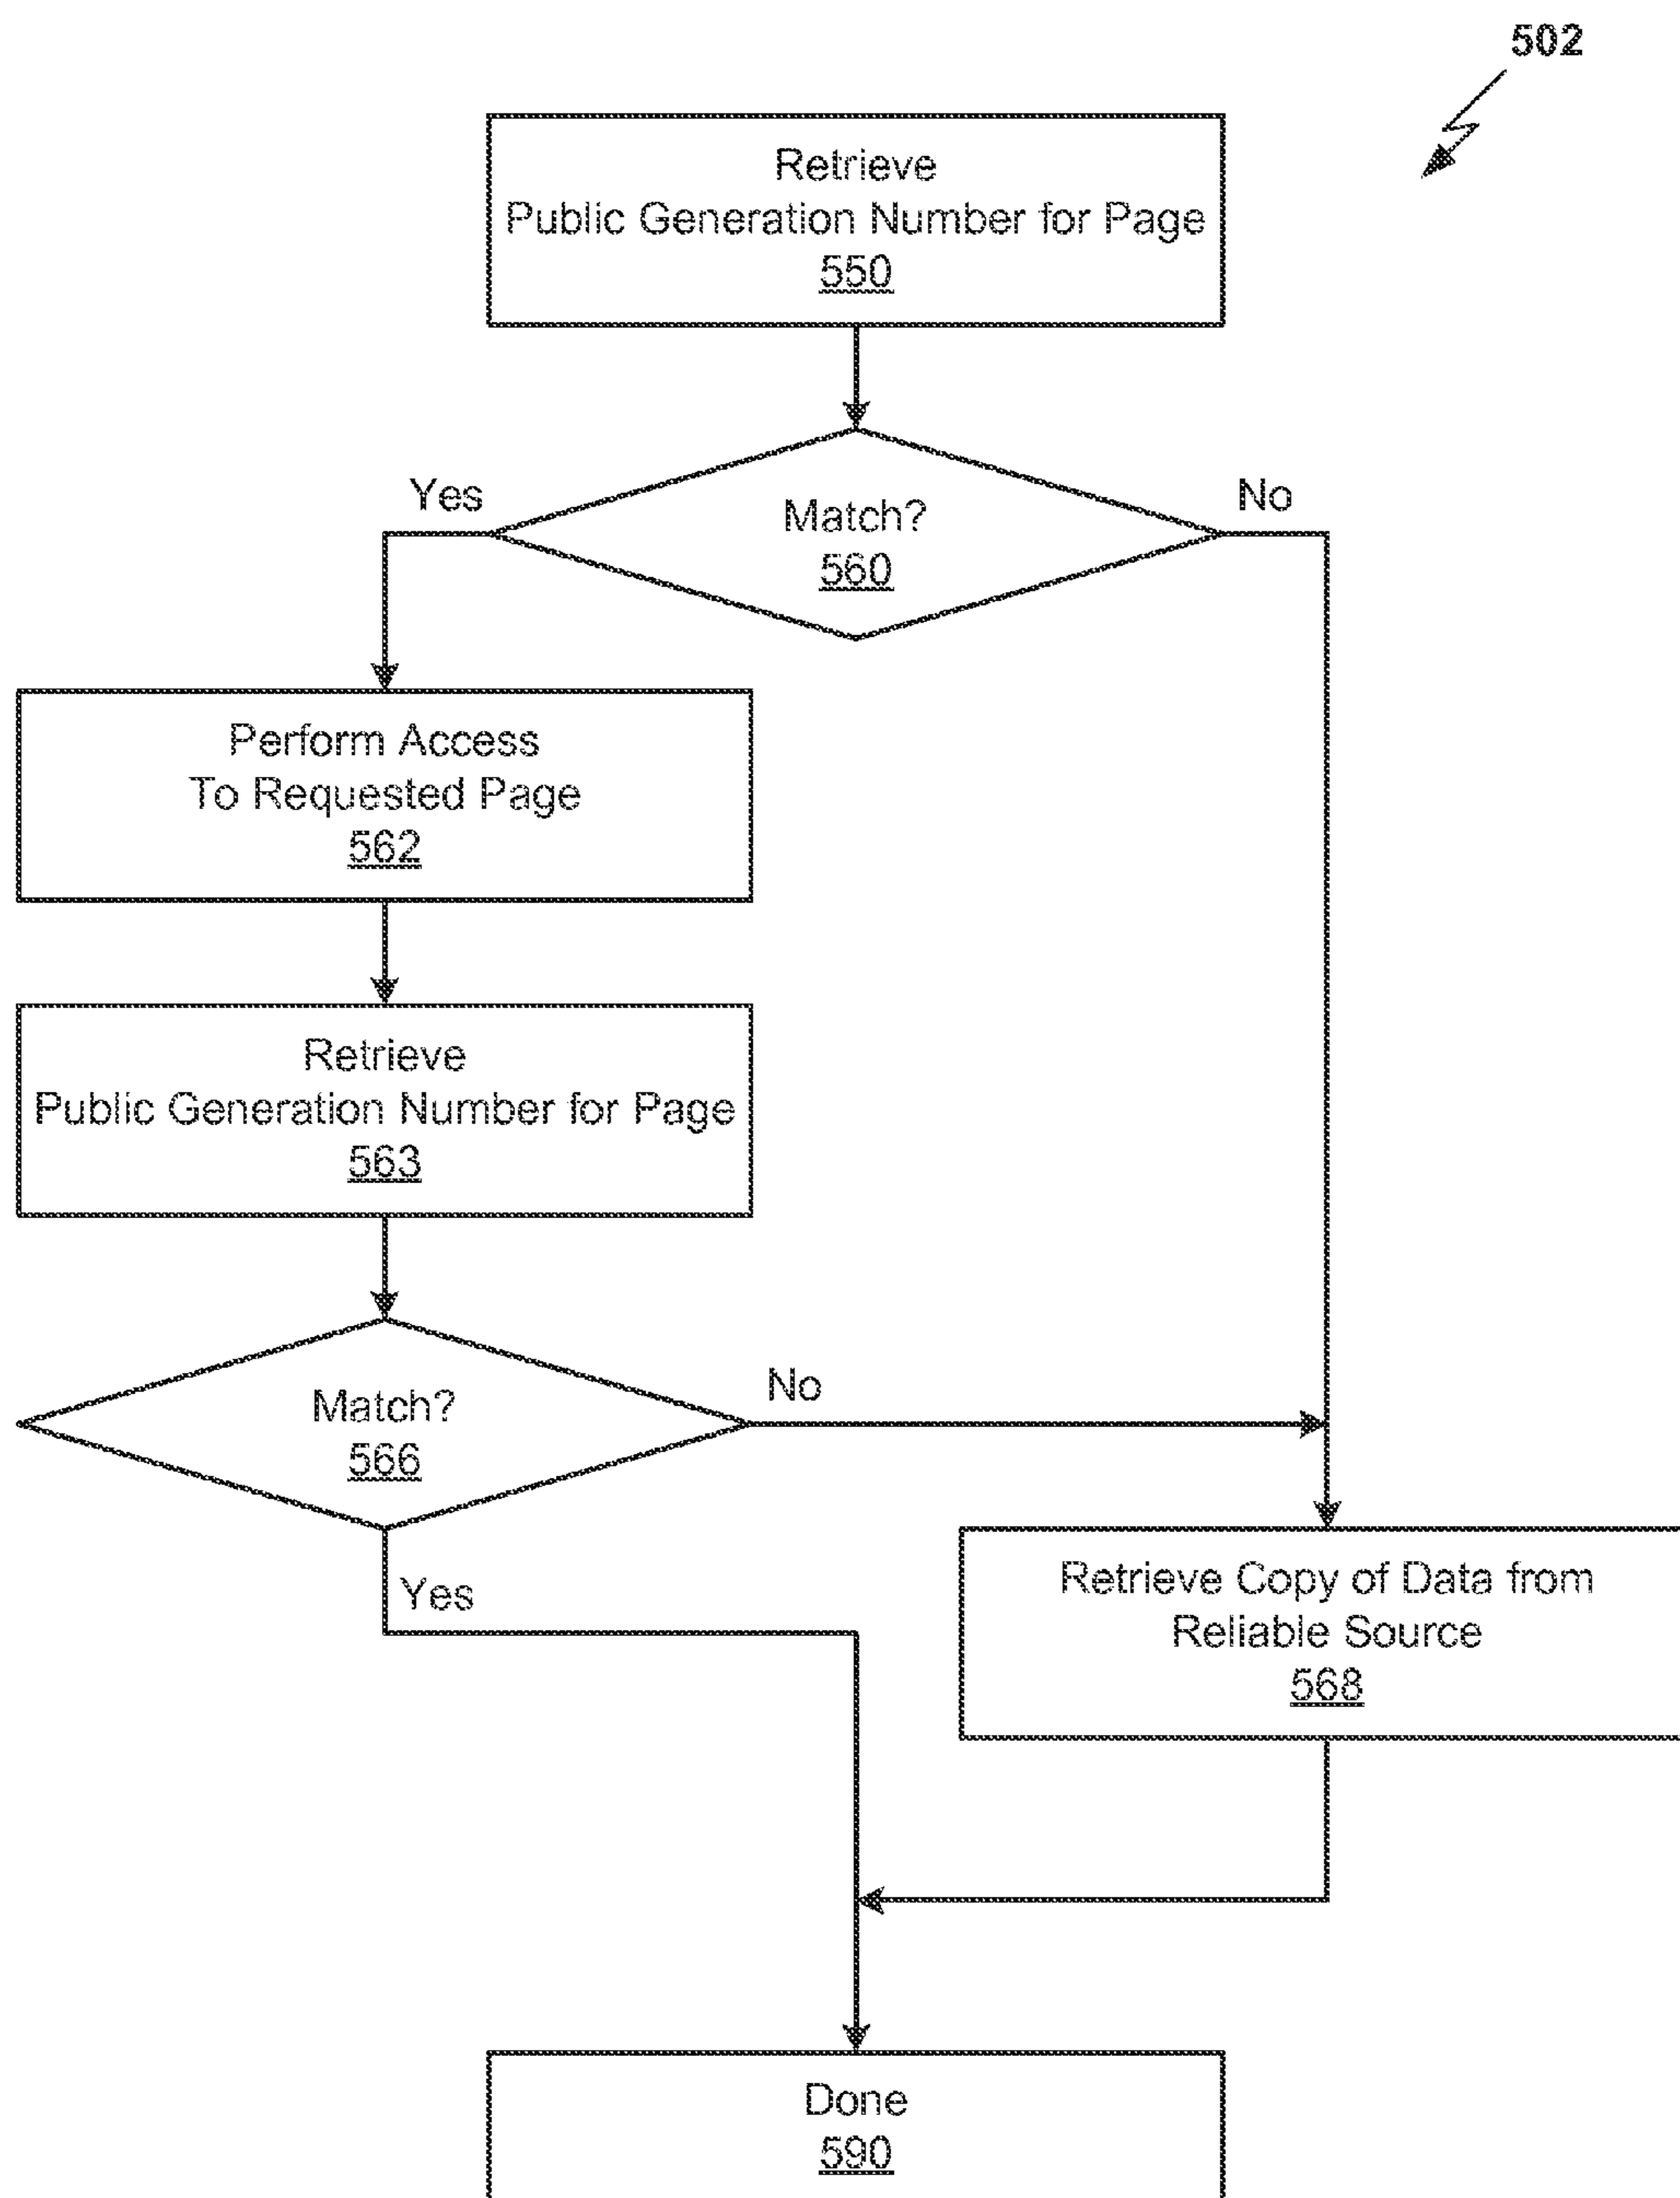 502
Retrieve
Public Generation Number for Page
550
Yes
Match?
560
No
Perform Access
To Requested Page
562
Retrieve
Public Generation Number for Page
563
Match?
566
No
Yes
Retrieve Copy of Data from
Reliable Source
568
Done
590